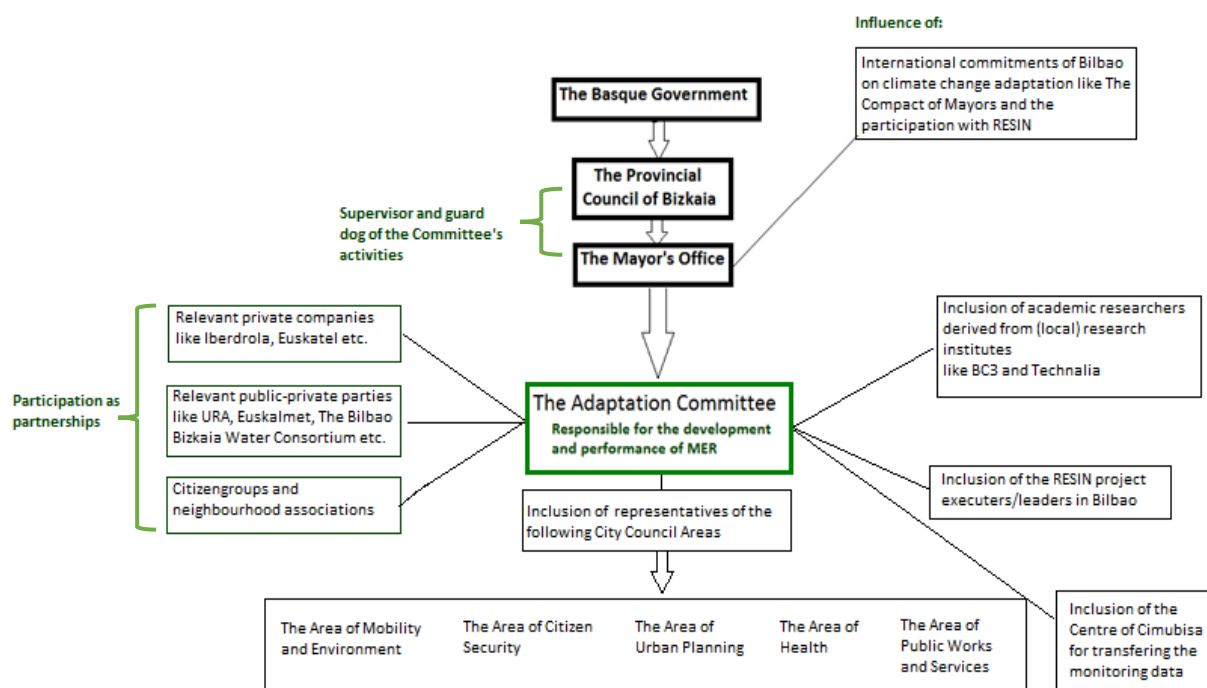 Influence of:
International commitments of Bilbao
on climate change adaptation like The
Compact of Mayors and the
participation with RESIN
The Basque Government
The Provincial
Council of Bizkaia
Supervisor and guard
dog of the Committee's
activities
The Mayor's Office
Relevant private companies
like Iberdrola, Euskatel etc.
Participation as
partnerships
Relevant public-private parties
like URA, Euskalmet, The Bilbao
Bizkaia Water Consortium etc.
Citizengroups and
neighbourhood associations
The Adaptation Committee
Responsible for the development
and performance of MER
Inclusion of academic researchers
derived from (local) research
institutes
like BC3 and Technalia
Inclusion of the RESIN project
executers/leaders in Bilbao
Inclusion of representatives of the
following City Council Areas
The Area of Mobility
and Environment
The Area of Citizen
Security
The Area of
Urban Planning
The Area of
Health
The Area of
Public Works
and Services
Inclusion of the
Centre of Cimubisa
for transfering the
monitoring data